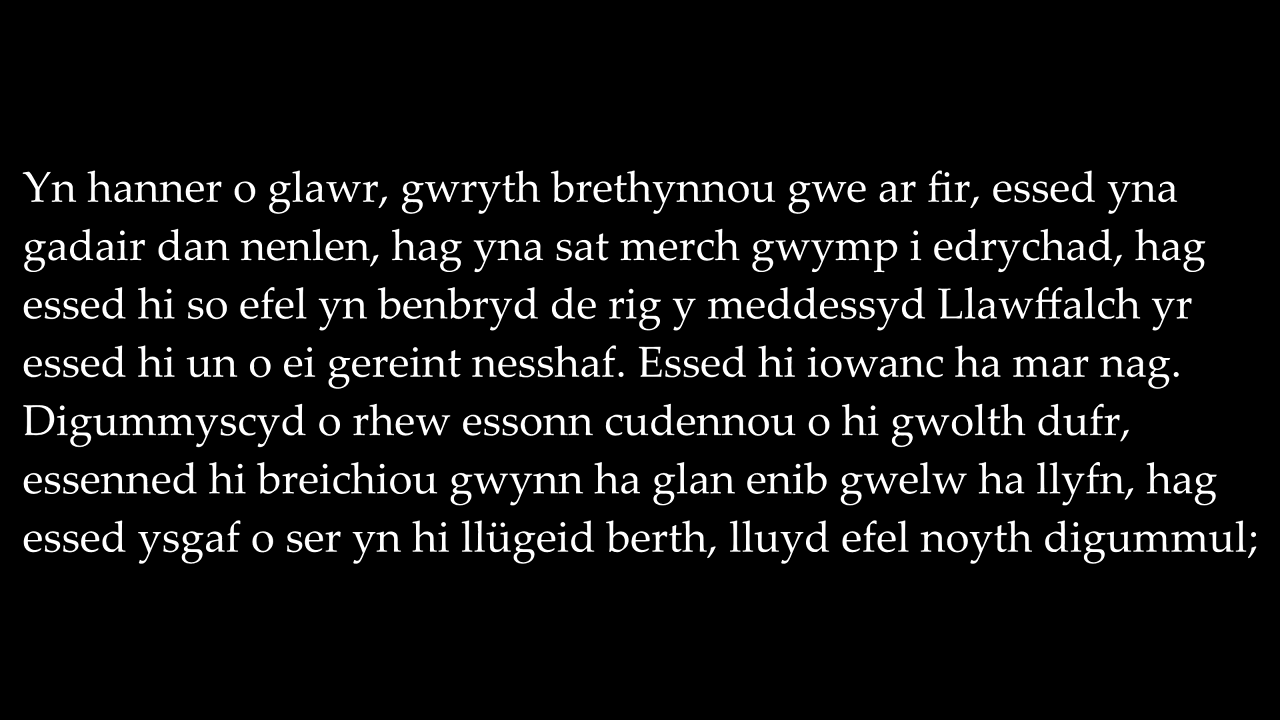 Yn hanner o glawr, gwryth brethynnou gwe ar fir, essed yna
gadair dan nenlen, hag yna sat merch gwymp i edrychad, hag
essed hi so efel yn benbryd de rig y meddessyd Llawffalch yr
essed hi un o ei gereint nesshaf. Essed hi iowanc ha mar nag.
Digummyscyd o rhew essonn cudennou o hi gwolth dufr,
essenned hi breichiou gwynn ha glan enib gwelw ha llyfn, hag
essed ysgaf o ser yn hi llügeid berth, lluyd efel noyth digummul;